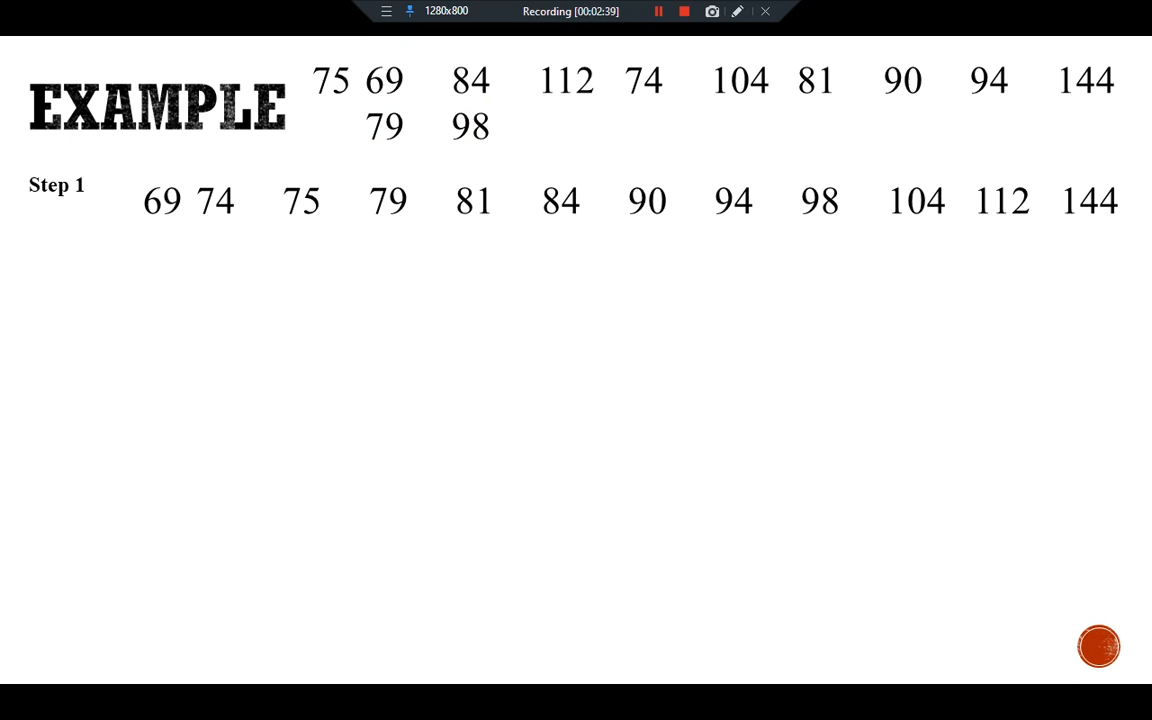 1280x800 Recording [00:02:39]
EXAMPLE
75 69 84 112 74 104 81 90 94 144
79 98
Step 1
69 74 75 79 81 84 90 94 98 104 112 144